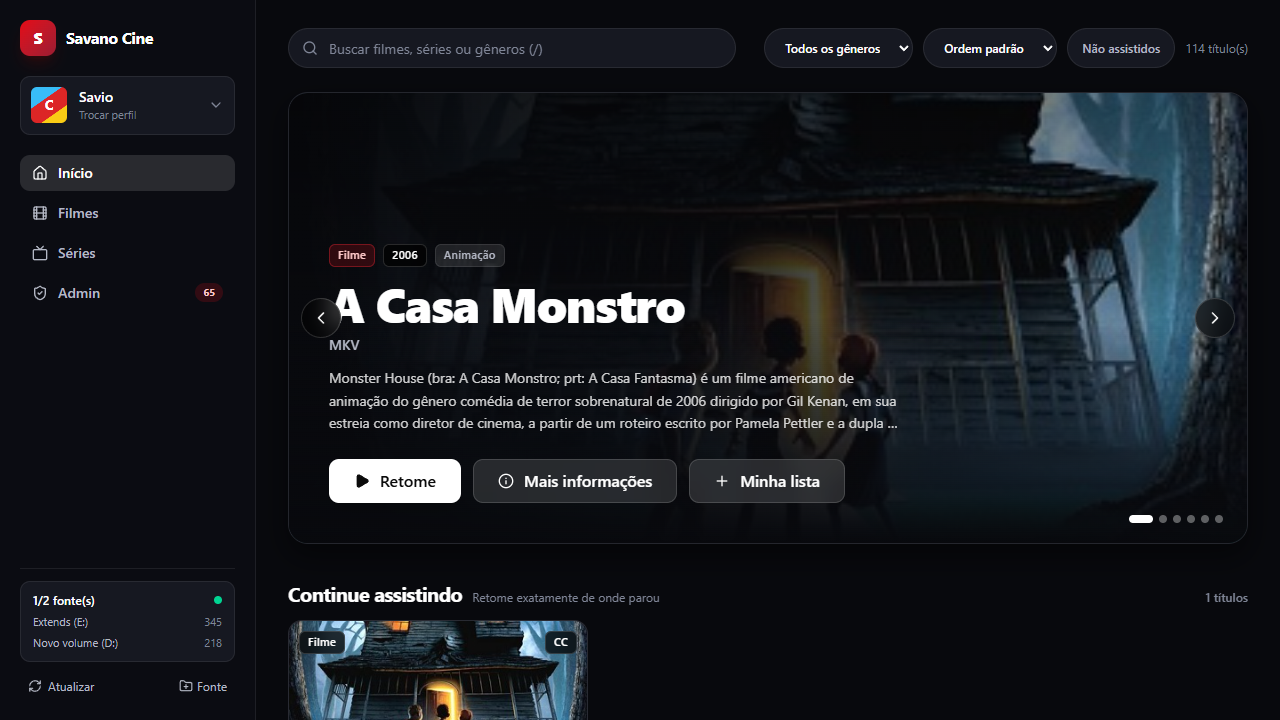 S
Savano Cine
C
Savio
Trocar perfil
Início
Filmes
Séries
Admin
65
1/2 fonte(s)
Extends (E:)
345
Novo volume (D:)
218
Atualizar
Fonte
Buscar filmes, séries ou gêneros (/)
Todos os gêneros
Ordem padrão
Não assistidos
114 título(s)
Filme
2006
Animação
A Casa Monstro
MKV
Monster House (bra: A Casa Monstro; prt: A Casa Fantasma) é um filme americano de
animação do gênero comédia de terror sobrenatural de 2006 dirigido por Gil Kenan, em sua
estreia como diretor de cinema, a partir de um roteiro escrito por Pamela Pettler e a dupla ...
Retome
Mais informações
Minha lista
Continue assistindo
Retome exatamente de onde parou
1 títulos
Filme
CC